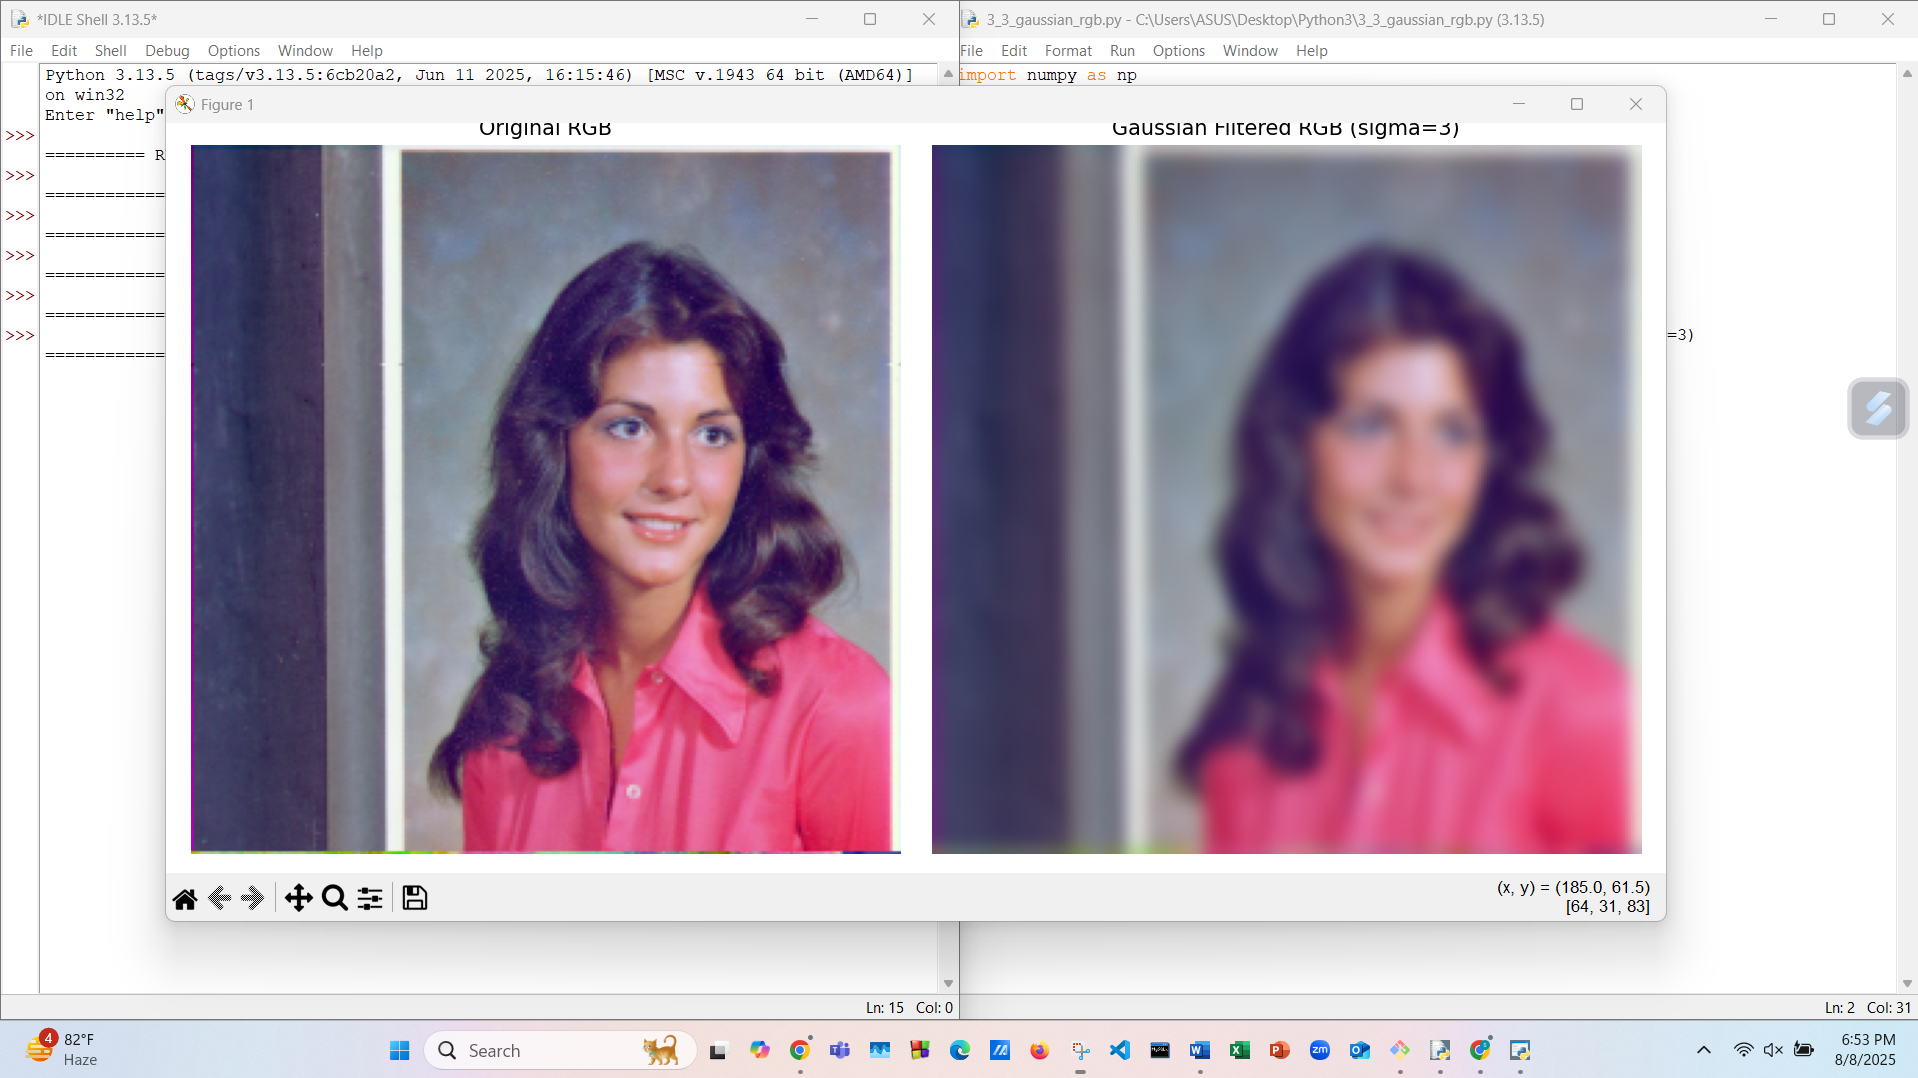 *IDLE Shell 3.13.5*
File Edit Shell Debug Options Window Help
Python 3.13.5 (tags/v3.13.5:6cb20a2, Jun 11 2025, 16:15:46) [MSC v.1943 64 bit (AMD64)]
on win32
Enter "help"
>>>
========== R
>>>
============
>>>
============
>>>
============
>>>
============
>>>
============
Ln: 15 Col: 0
3_3_gaussian_rgb.py - C:\Users\ASUS\Desktop\Python3\3_3_gaussian_rgb.py (3.13.5)
File Edit Format Run Options Window Help
import numpy as np
=3)
Ln: 2 Col: 31
Figure 1
Original RGB
Gaussian Filtered RGB (sigma=3)
(x, y) = (185.0, 61.5)
[64, 31, 83]
4
82°F
Haze
Search
zm
6:53 PM
8/8/2025